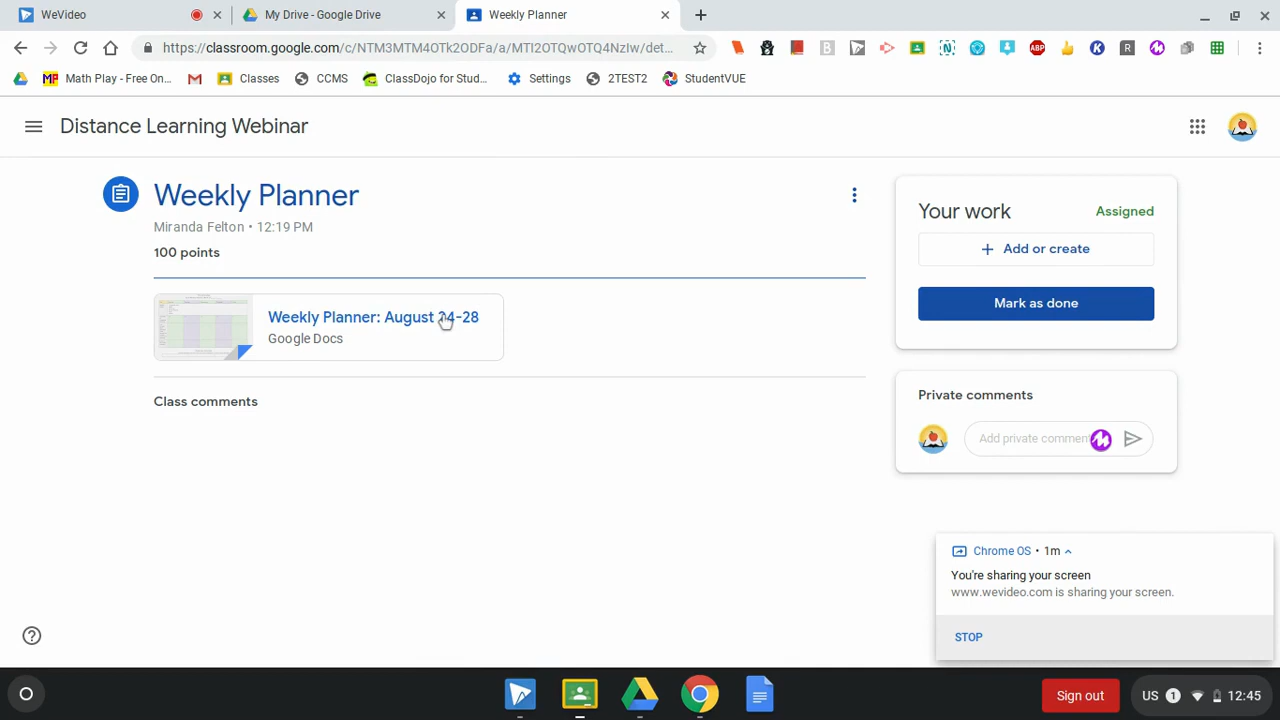 WeVideo
My Drive - Google Drive
Weekly Planner
https://classroom.google.com/c/NTM3MTM4OTk2ODFa/a/MTI2OTQwOTQ4NzIw/det...
Math Play - Free On...
Classes
CCMS
ClassDojo for Stud...
Settings
2TEST2
StudentVUE
Distance Learning Webinar
Weekly Planner
Miranda Felton • 12:19 PM
100 points
Weekly Planner: August 24-28
Google Docs
Class comments
Your work
Assigned
+ Add or create
Mark as done
Private comments
Add private comment
Chrome OS • 1m
You're sharing your screen
www.wevideo.com is sharing your screen.
STOP
Sign out
US 1 12:45